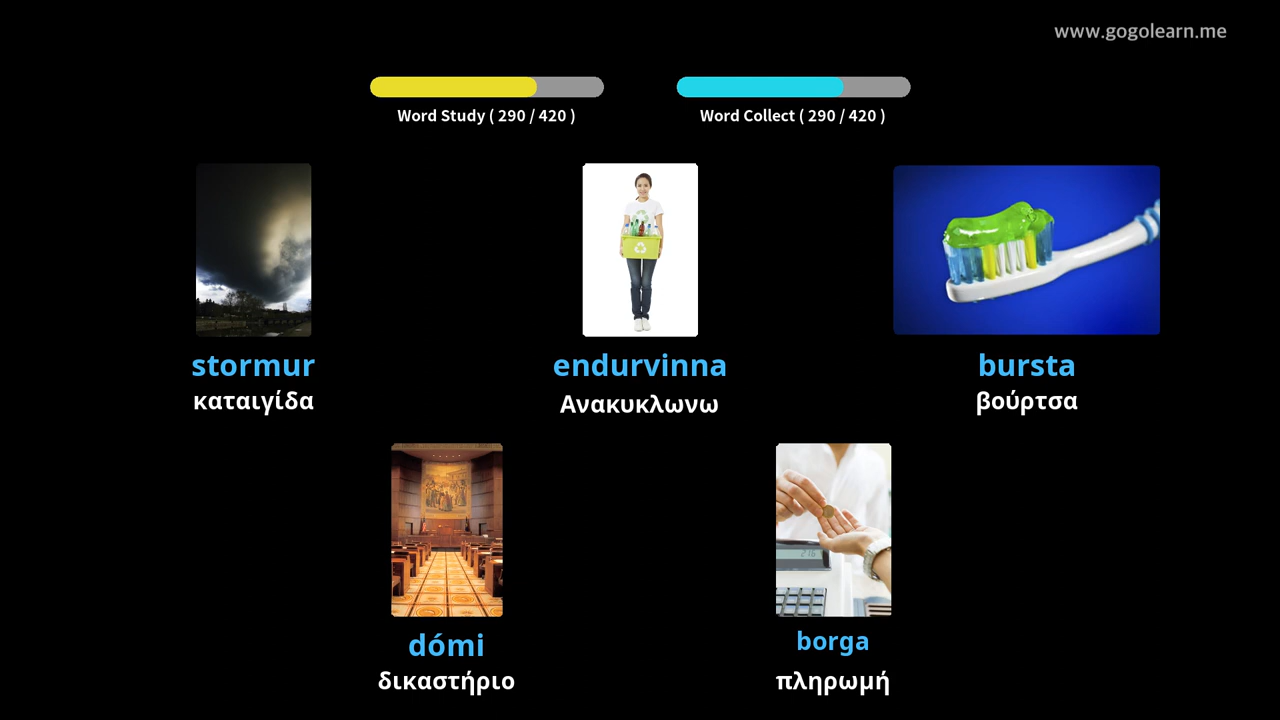 www.gogolearn.me
Word Study ( 290 / 420 )
Word Collect ( 290 / 420 )
stormur
καταιγίδα
endurvinna
Ανακυκλωνω
bursta
βούρτσα
dómi
δικαστήριο
borga
πληρωμή